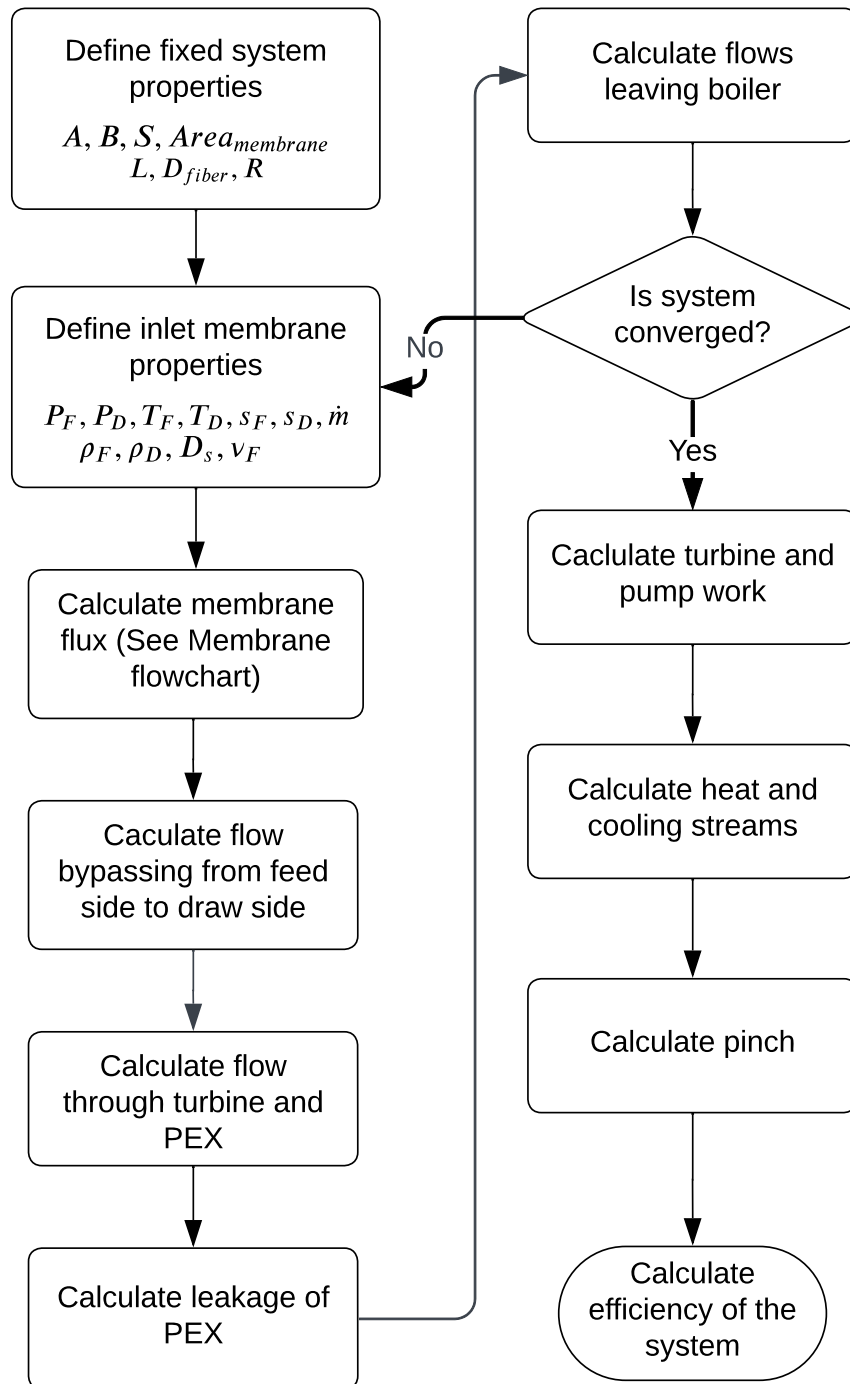 Define fixed system
properties
A, B, S, Area_membrane
L, D_fiber, R
Define inlet membrane
properties
P_F, P_D, T_F, T_D, s_F, s_D, ṁ
ρ_F, ρ_D, D_s, ν_F
Calculate membrane
flux (See Membrane
flowchart)
Caculate flow
bypassing from feed
side to draw side
Calculate flow
through turbine and
PEX
Calculate leakage of
PEX
Calculate flows
leaving boiler
Is system
converged?
No
Yes
Caclulate turbine and
pump work
Calculate heat and
cooling streams
Calculate pinch
Calculate
efficiency of the
system